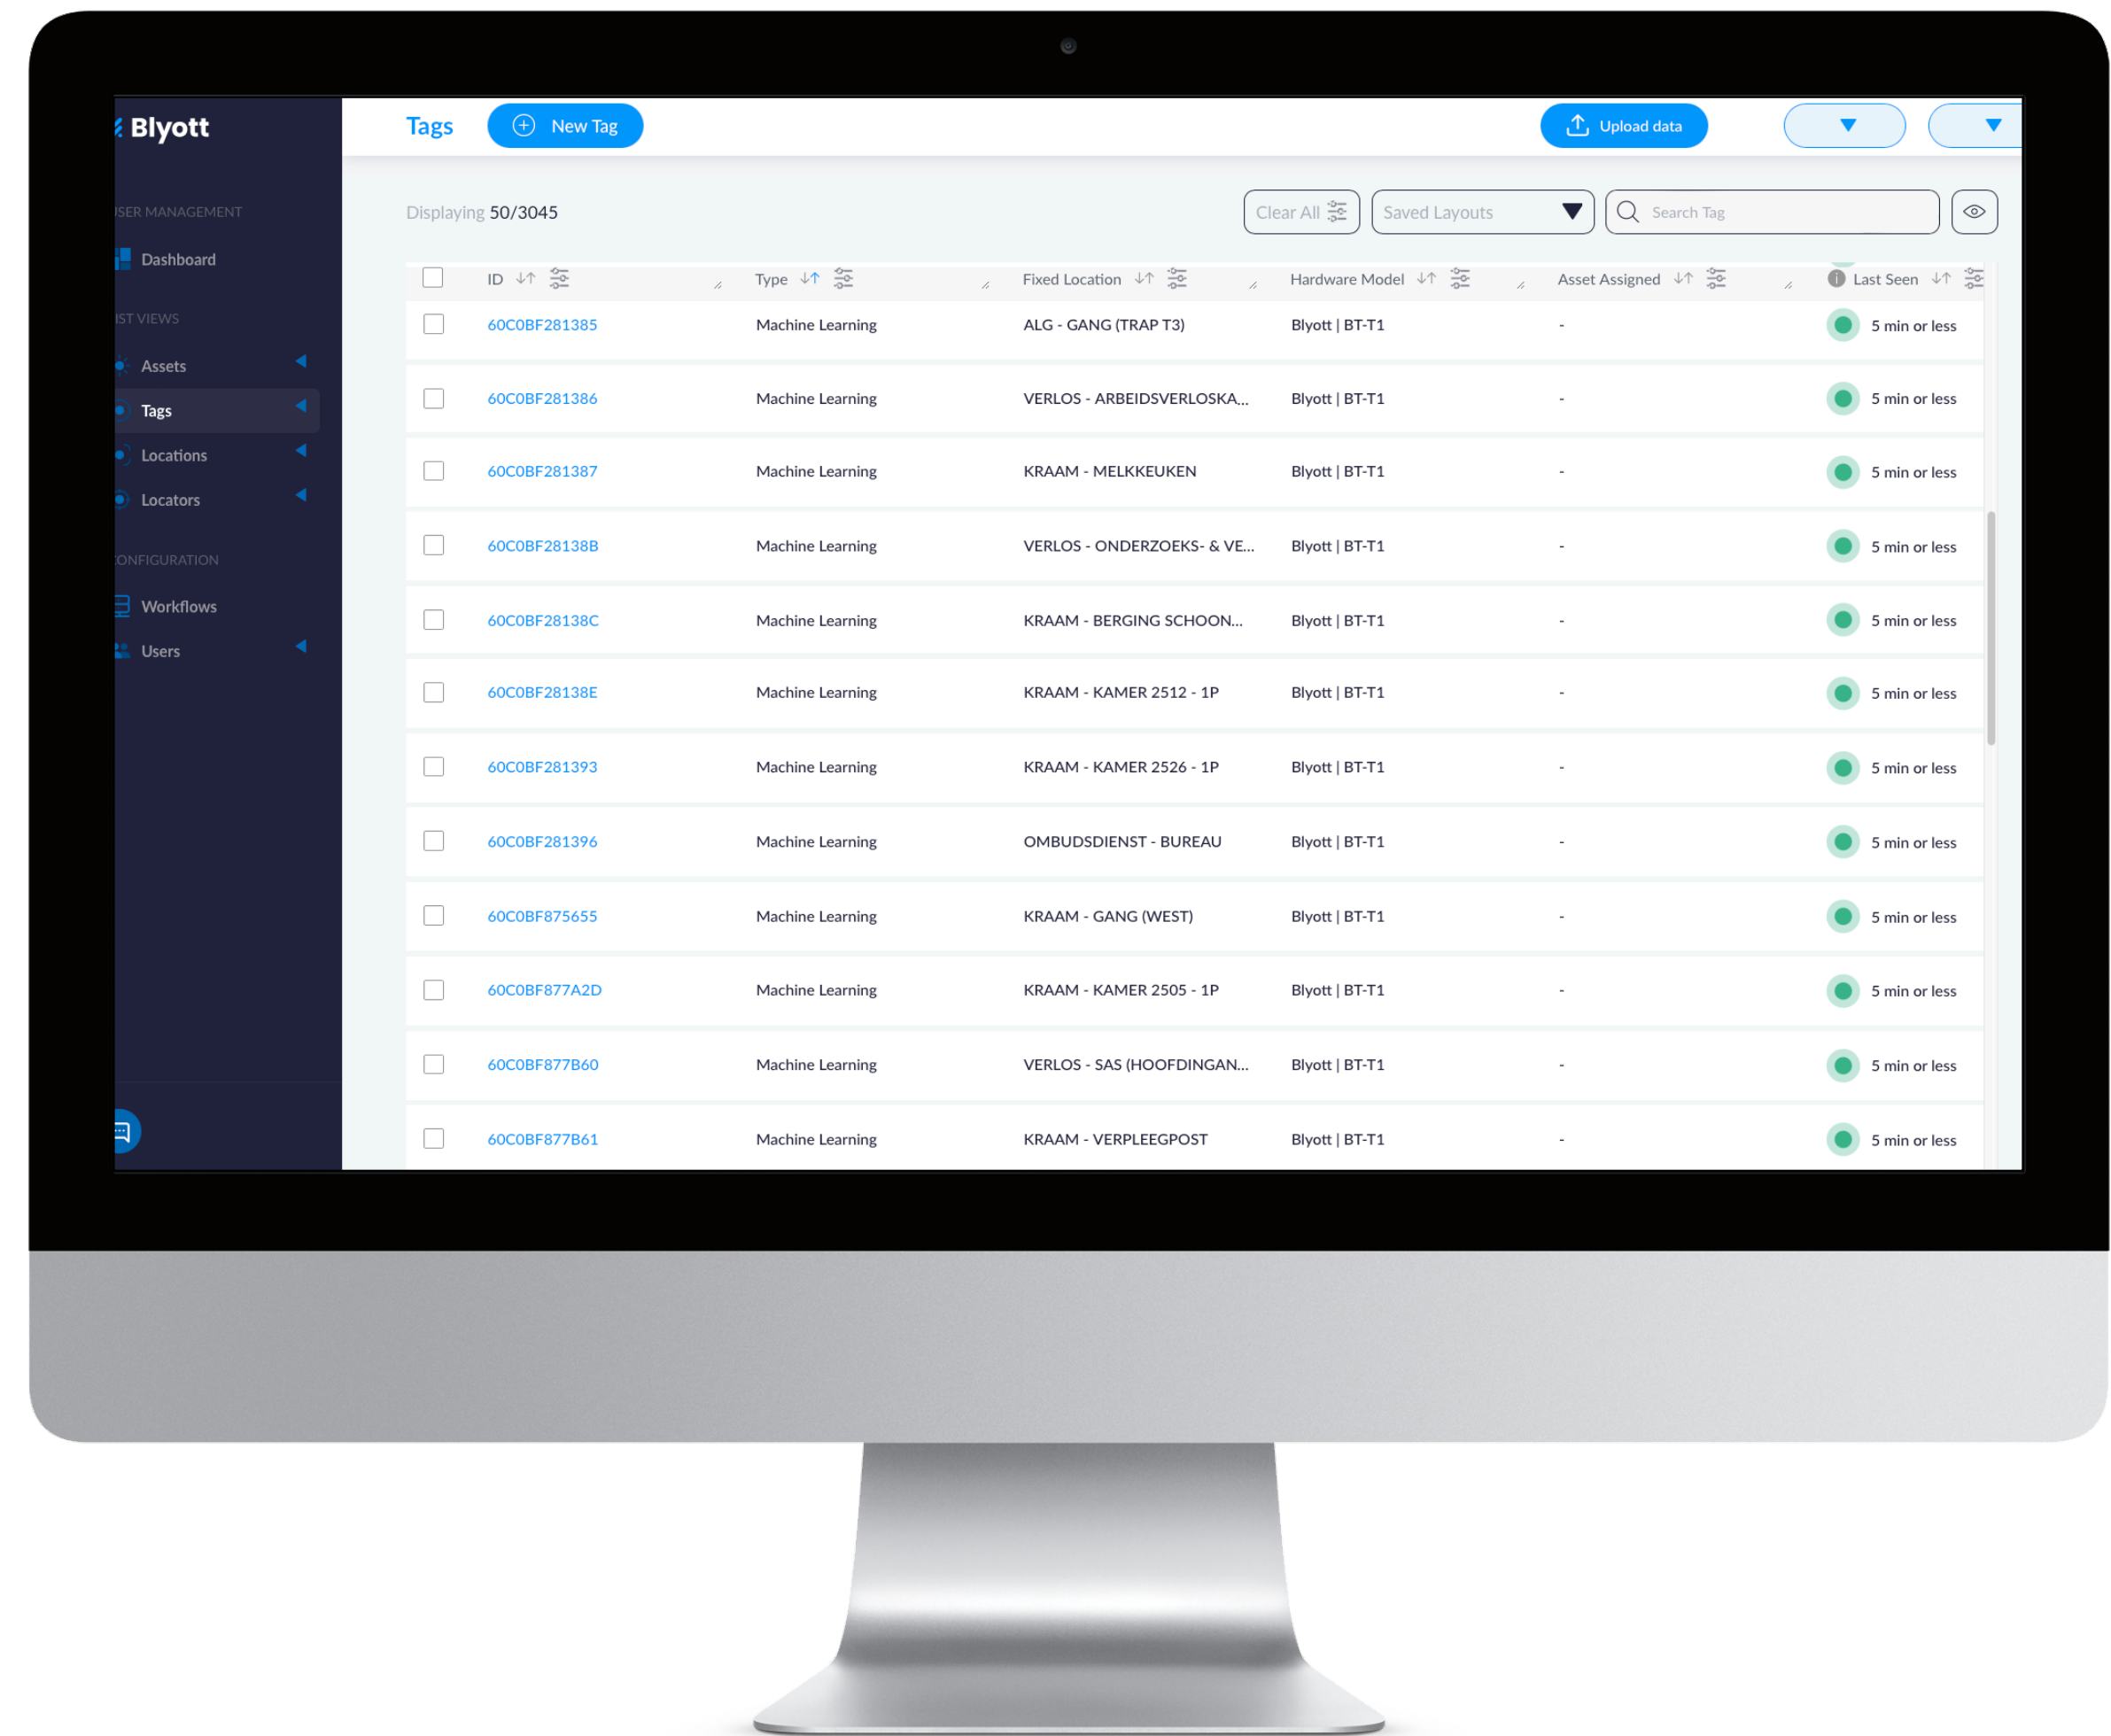 Blyott
Tags
New Tag
Upload data
USER MANAGEMENT
Dashboard
LIST VIEWS
Assets
Tags
Locations
Locators
CONFIGURATION
Workflows
Users
Displaying 50/3045
Clear All
Saved Layouts
Search Tag
ID Type Fixed Location Hardware Model Asset Assigned Last Seen
60C0BF281385 Machine Learning ALG - GANG (TRAP T3) Blyott | BT-T1 - 5 min or less
60C0BF281386 Machine Learning VERLOS - ARBEIDSVERLOSKA... Blyott | BT-T1 - 5 min or less
60C0BF281387 Machine Learning KRAAM - MELKKEUKEN Blyott | BT-T1 - 5 min or less
60C0BF28138B Machine Learning VERLOS - ONDERZOEKS- & VE... Blyott | BT-T1 - 5 min or less
60C0BF28138C Machine Learning KRAAM - BERGING SCHOON... Blyott | BT-T1 - 5 min or less
60C0BF28138E Machine Learning KRAAM - KAMER 2512 - 1P Blyott | BT-T1 - 5 min or less
60C0BF281393 Machine Learning KRAAM - KAMER 2526 - 1P Blyott | BT-T1 - 5 min or less
60C0BF281396 Machine Learning OMBUDSDIENST - BUREAU Blyott | BT-T1 - 5 min or less
60C0BF875655 Machine Learning KRAAM - GANG (WEST) Blyott | BT-T1 - 5 min or less
60C0BF877A2D Machine Learning KRAAM - KAMER 2505 - 1P Blyott | BT-T1 - 5 min or less
60C0BF877B60 Machine Learning VERLOS - SAS (HOOFDINGAN... Blyott | BT-T1 - 5 min or less
60C0BF877B61 Machine Learning KRAAM - VERPLEEGPOST Blyott | BT-T1 - 5 min or less